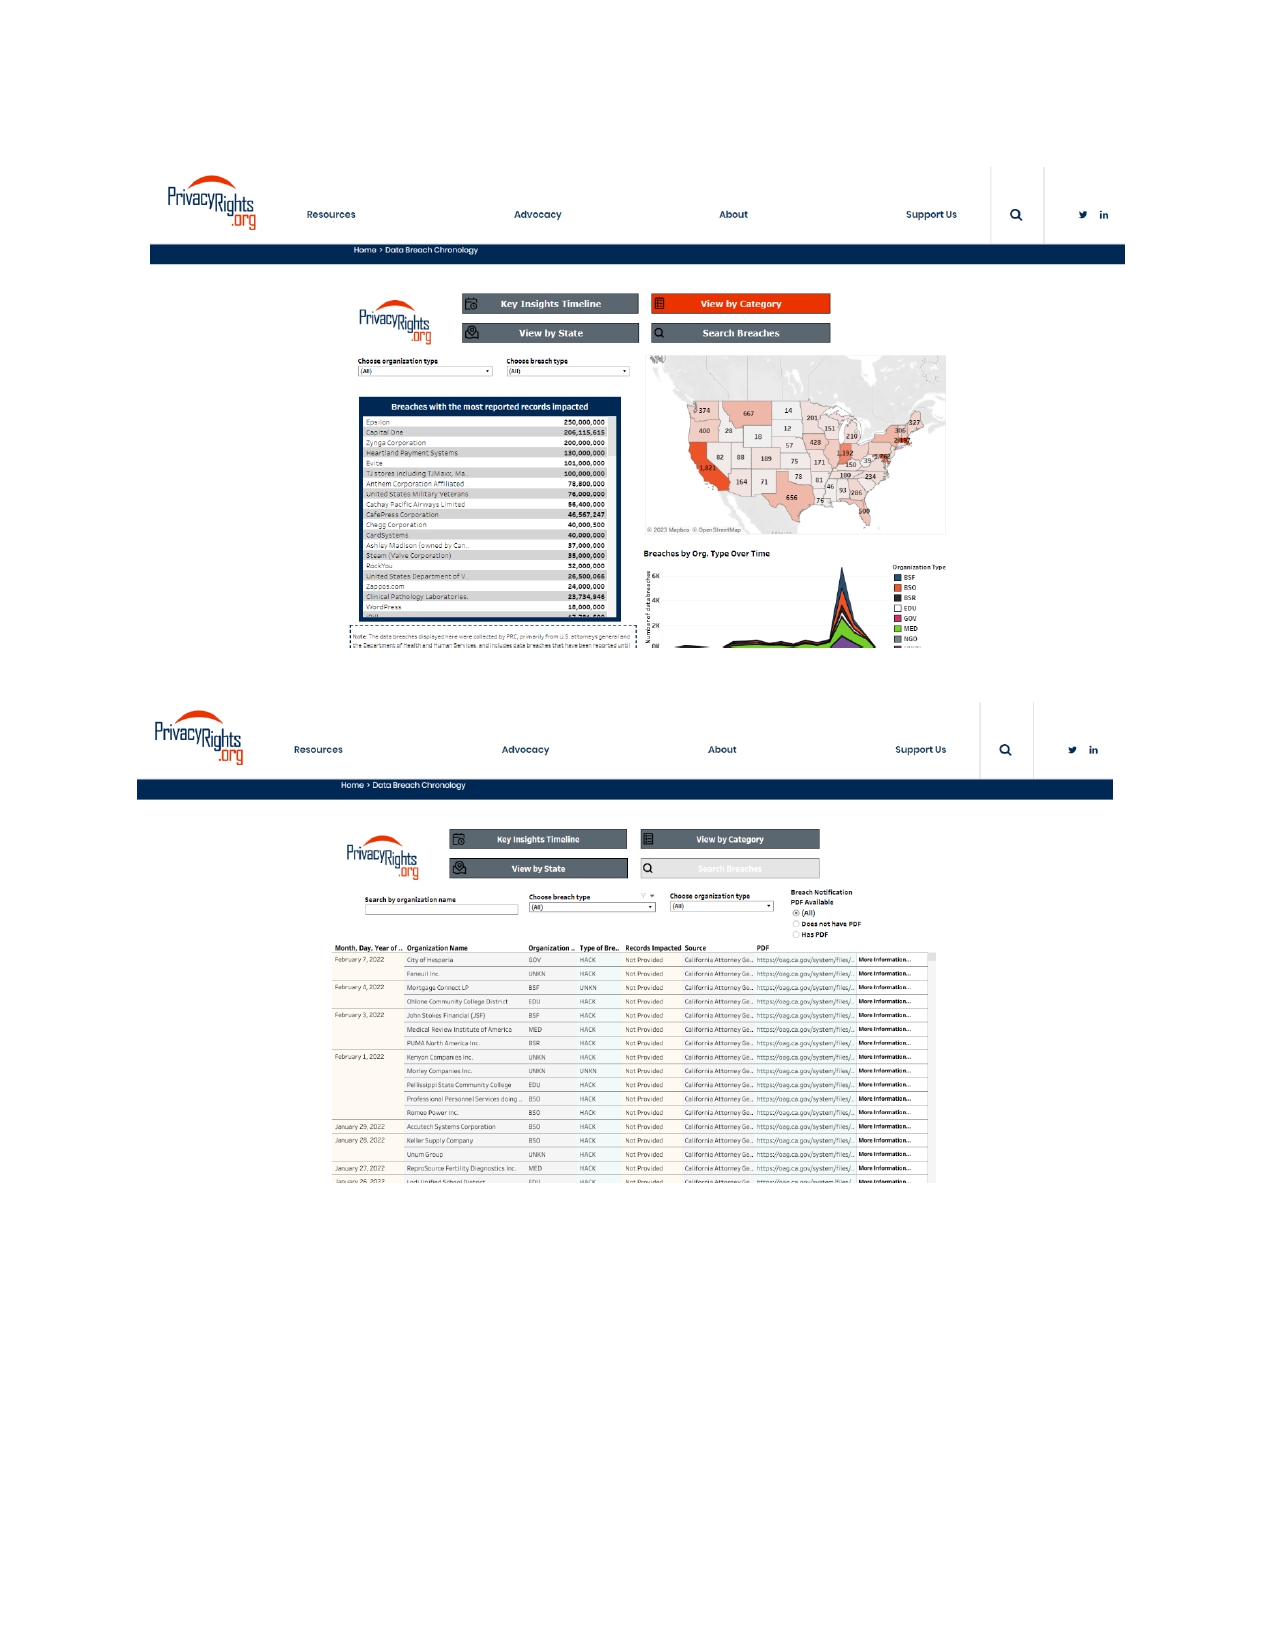 PrivacyRights
.org
Resources
Advocacy
About
Support Us
Home > Data Breach Chronology
PrivacyRights
.org
Key Insights Timeline
View by Category
View by State
Search Breaches
Choose organization type
(All)
Choose breach type
(All)
Breaches with the most reported records impacted
Epsilon 250,000,000
Capital One 206,115,615
Zynga Corporation 200,000,000
Heartland Payment Systems 130,000,000
Evite 101,000,000
TJ stores including TJMaxx, Ma.. 100,000,000
Anthem Corporation Affiliated 78,800,000
United States Military Veterans 76,000,000
Cathay Pacific Airways Limited 56,400,000
CafePress Corporation 46,567,247
Chegg Corporation 40,000,500
CardSystems 40,000,000
Ashley Madison (owned by Can.. 37,000,000
Steam (Valve Corporation) 35,000,000
RockYou 32,000,000
United States Department of V.. 26,500,066
Zappos.com 24,000,000
Clinical Pathology Laboratories. 23,734,946
WordPress 18,000,000
Note: The data breaches displayed here were collected by PRC, primarily from U.S. attorneys general and
the Department of Health and Human Services, and includes data breaches that have been reported until
374
667
14
201
327
400
28
18
12
151
210
306
57
428
1,192
1,821
82
88
189
75
171
150
39
164
71
78
81
180
234
656
76
46
93
286
500
© 2023 Mapbox © OpenStreetMap
Breaches by Org. Type Over Time
Number of data breaches
6K
4K
2K
0K
Organization Type
BSF
BSO
BSR
EDU
GOV
MED
NGO
PrivacyRights
.org
Resources
Advocacy
About
Support Us
Home > Data Breach Chronology
PrivacyRights
.org
Key Insights Timeline
View by Category
View by State
Search Breaches
Search by organization name
Choose breach type
(All)
Choose organization type
(All)
Breach Notification
PDF Available
(All)
Does not have PDF
Has PDF
Month, Day, Year of .. Organization Name Organization .. Type of Bre.. Records Impacted Source PDF
February 7, 2022 City of Hesperia GOV HACK Not Provided California Attorney Ge.. https://oag.ca.gov/system/files/.. More Information...
Faneuil Inc. UNKN HACK Not Provided California Attorney Ge.. https://oag.ca.gov/system/files/.. More Information...
February 4, 2022 Mortgage Connect LP BSF UNKN Not Provided California Attorney Ge.. https://oag.ca.gov/system/files/.. More Information...
Ohlone Community College District EDU HACK Not Provided California Attorney Ge.. https://oag.ca.gov/system/files/.. More Information...
February 3, 2022 John Stokes Financial (JSF) BSF HACK Not Provided California Attorney Ge.. https://oag.ca.gov/system/files/.. More Information...
Medical Review Institute of America MED HACK Not Provided California Attorney Ge.. https://oag.ca.gov/system/files/.. More Information...
PUMA North America Inc. BSR HACK Not Provided California Attorney Ge.. https://oag.ca.gov/system/files/.. More Information...
February 1, 2022 Kenyon Companies Inc. UNKN HACK Not Provided California Attorney Ge.. https://oag.ca.gov/system/files/.. More Information...
Morley Companies Inc. UNKN UNKN Not Provided California Attorney Ge.. https://oag.ca.gov/system/files/.. More Information...
Pellissippi State Community College EDU HACK Not Provided California Attorney Ge.. https://oag.ca.gov/system/files/.. More Information...
Professional Personnel Services doing .. BSO HACK Not Provided California Attorney Ge.. https://oag.ca.gov/system/files/.. More Information...
Romeo Power Inc. BSO HACK Not Provided California Attorney Ge.. https://oag.ca.gov/system/files/.. More Information...
January 29, 2022 Accutech Systems Corporation BSO HACK Not Provided California Attorney Ge.. https://oag.ca.gov/system/files/.. More Information...
January 28, 2022 Keller Supply Company BSO HACK Not Provided California Attorney Ge.. https://oag.ca.gov/system/files/.. More Information...
Unum Group UNKN HACK Not Provided California Attorney Ge.. https://oag.ca.gov/system/files/.. More Information...
January 27, 2022 ReproSource Fertility Diagnostics Inc. MED HACK Not Provided California Attorney Ge.. https://oag.ca.gov/system/files/.. More Information...
January 26, 2022 Lodi Unified School District EDU HACK Not Provided California Attorney Ge.. https://oag.ca.gov/system/files/.. More Information...